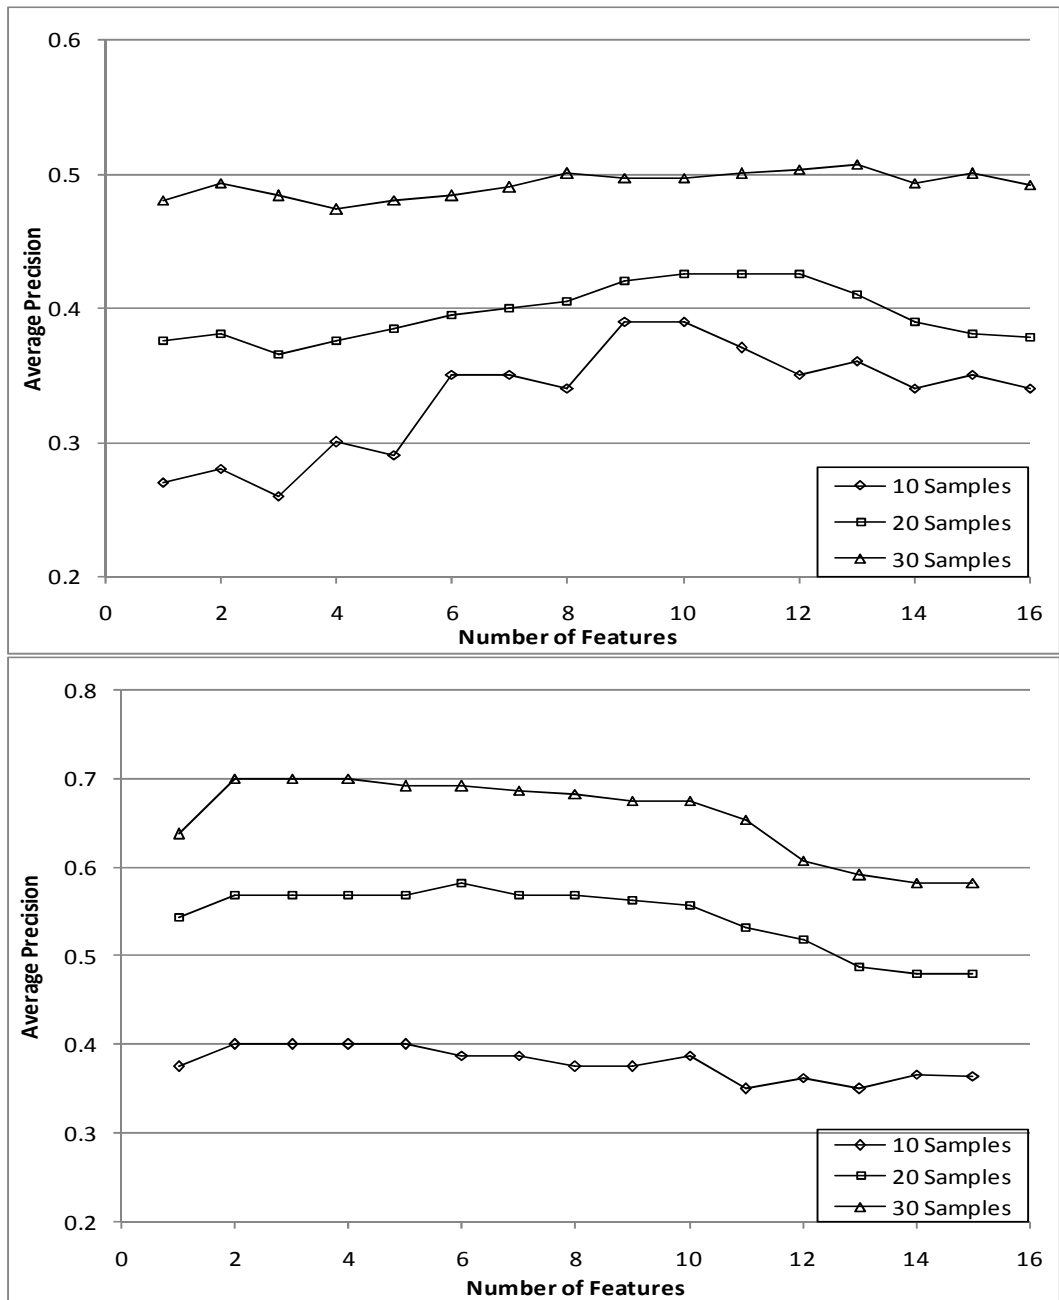 0.6
0.5
0.4
0.3
0.2
Average Precision
10 Samples
20 Samples
30 Samples
0 2 4 6 8 10 12 14 16
Number of Features
0.8
0.7
0.6
0.5
0.4
0.3
0.2
Average Precision
10 Samples
20 Samples
30 Samples
0 2 4 6 8 10 12 14 16
Number of Features